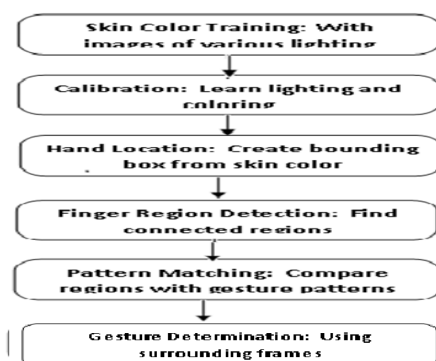 Skin Color Training: With
images of various lighting
Calibration: Learn lighting and
coloring
Hand Location: Create bounding
box from skin color
Finger Region Detection: Find
connected regions
Pattern Matching: Compare
regions with gesture patterns
Gesture Determination: Using
surrounding frames